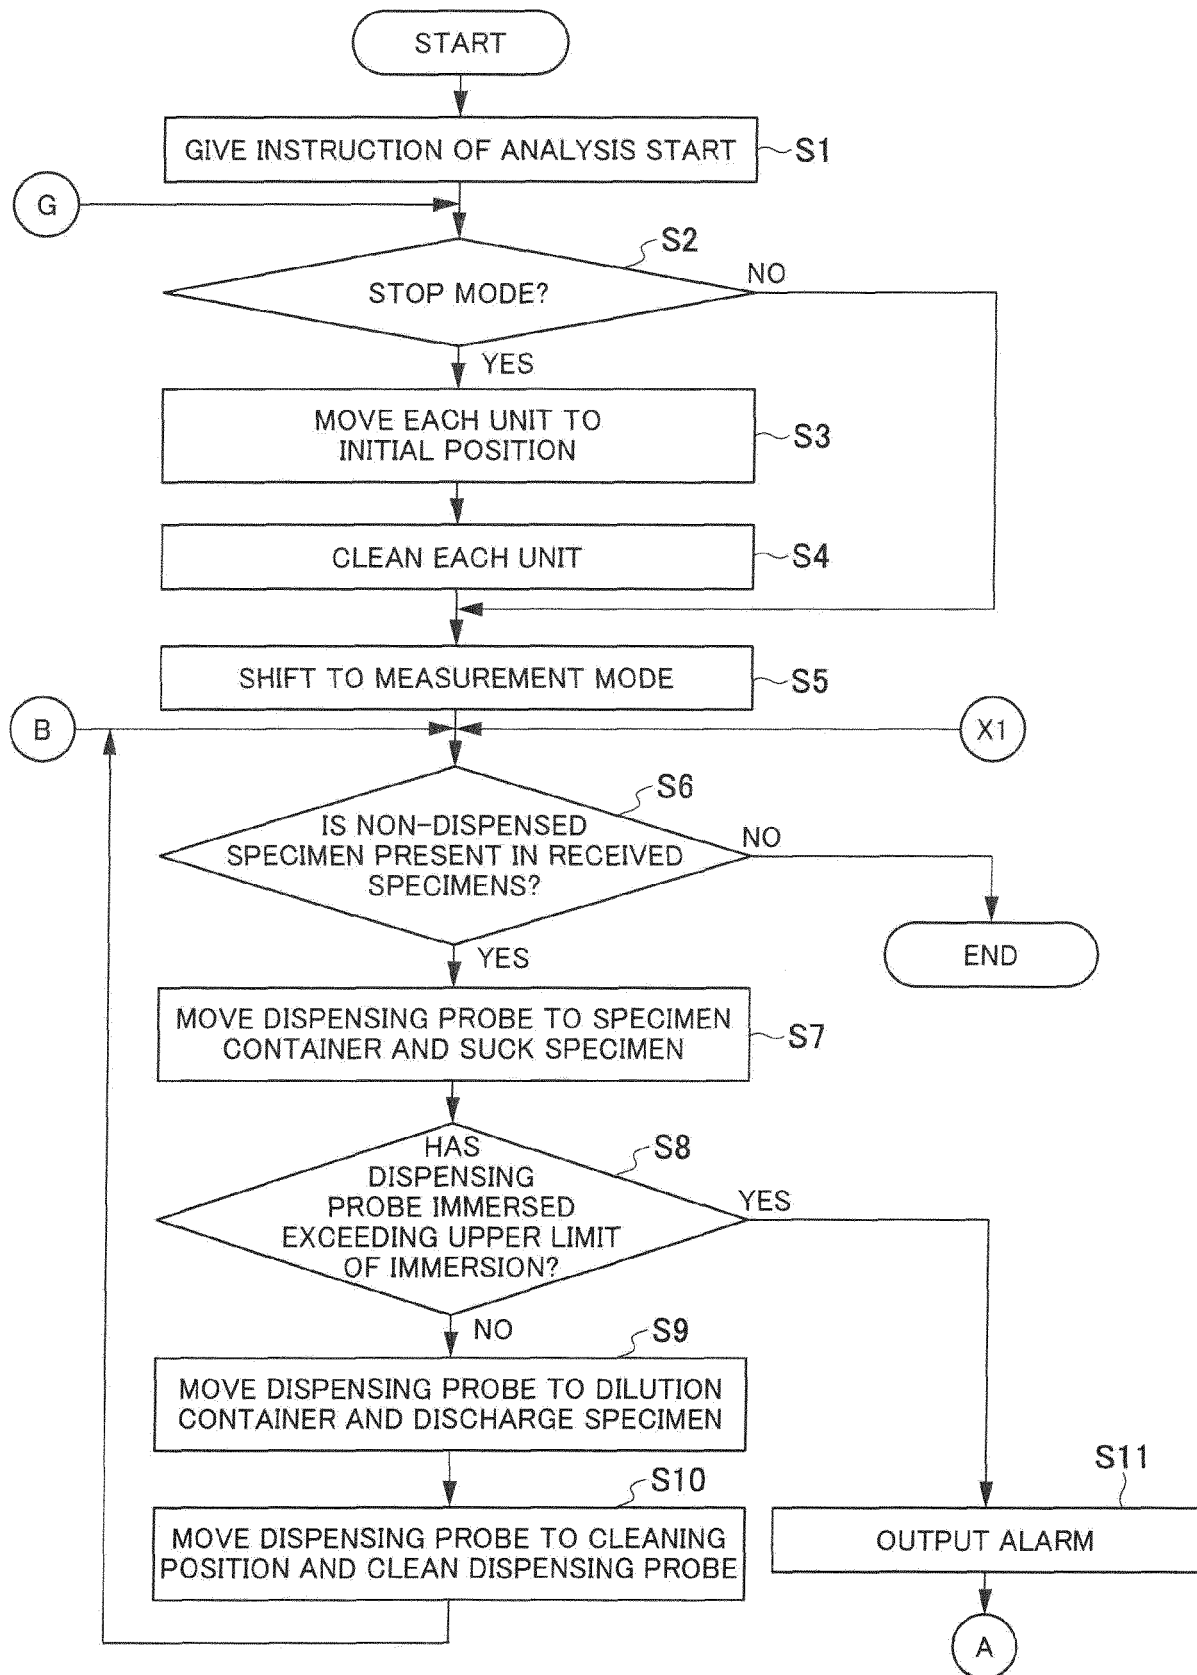 START
GIVE INSTRUCTION OF ANALYSIS START
S1
G
S2
STOP MODE?
NO
YES
MOVE EACH UNIT TO
INITIAL POSITION
S3
CLEAN EACH UNIT
S4
SHIFT TO MEASUREMENT MODE
S5
B
X1
S6
IS NON-DISPENSED
SPECIMEN PRESENT IN RECEIVED
SPECIMENS?
NO
YES
END
MOVE DISPENSING PROBE TO SPECIMEN
CONTAINER AND SUCK SPECIMEN
S7
S8
HAS
DISPENSING
PROBE IMMERSED
EXCEEDING UPPER LIMIT
OF IMMERSION?
YES
NO
S9
MOVE DISPENSING PROBE TO DILUTION
CONTAINER AND DISCHARGE SPECIMEN
S10
MOVE DISPENSING PROBE TO CLEANING
POSITION AND CLEAN DISPENSING PROBE
S11
OUTPUT ALARM
A